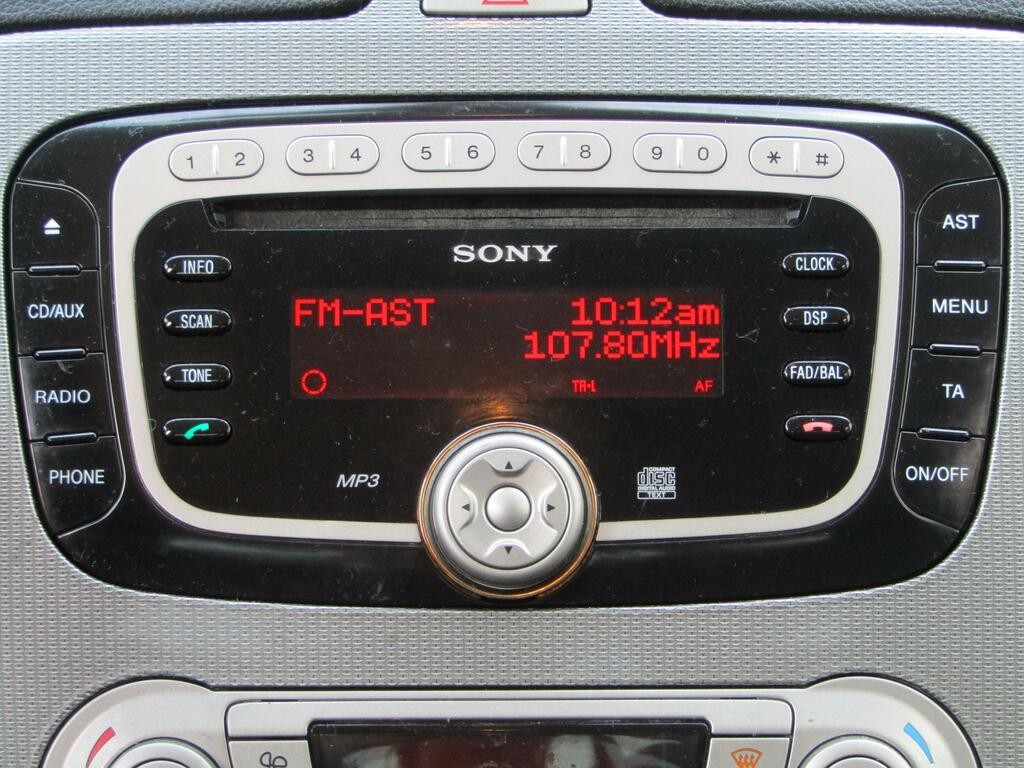 1 2 3 4 5 6 7 8 9 0 * #
SONY
AST
INFO
CLOCK
CD/AUX
FM-AST 10:12am
MENU
SCAN
DSP
107.80MHz
TONE
FAD/BAL
RADIO
TA•L AF
TA
PHONE
MP3
COMPACT
disc
DIGITAL AUDIO
TEXT
ON/OFF